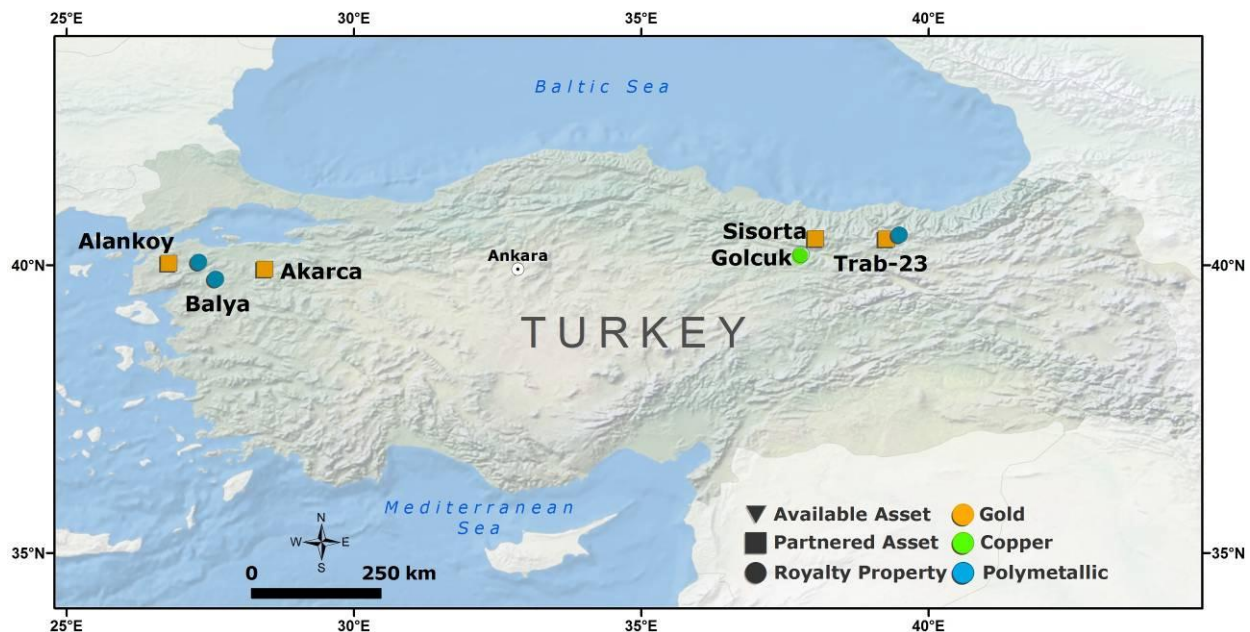 25°E 30°E 35°E 40°E
Baltic Sea
Alankoy
Akarca
Balya
Ankara
Sisorta
Golcuk
Trab-23
40°N 40°N
TURKEY
Mediterranean
Sea
N
W E
S
0 250 km
Available Asset Gold
Partnered Asset Copper
Royalty Property Polymetallic
35°N 35°N
25°E 30°E 35°E 40°E